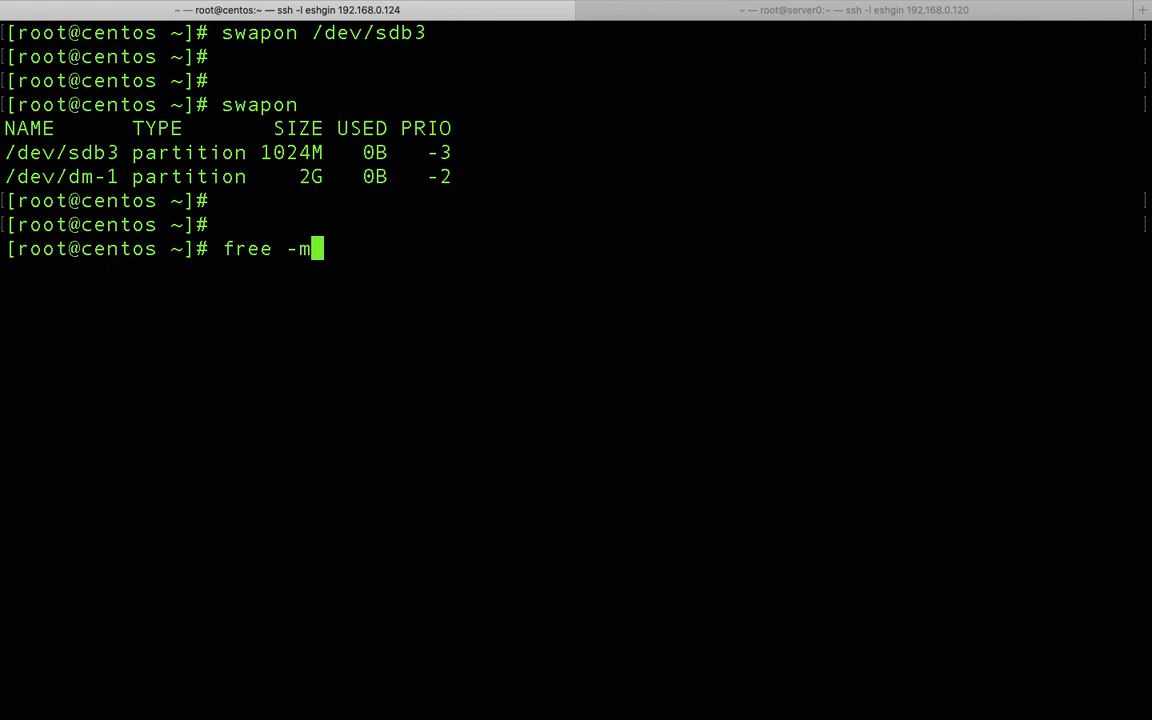 ~ — root@centos:~ — ssh -l eshgin 192.168.0.124
~ — root@server0:~ — ssh -l eshgin 192.168.0.120
+
[root@centos ~]# swapon /dev/sdb3
[root@centos ~]#
[root@centos ~]#
[root@centos ~]# swapon
NAME TYPE SIZE USED PRIO
/dev/sdb3 partition 1024M 0B -3
/dev/dm-1 partition 2G 0B -2
[root@centos ~]#
[root@centos ~]#
[root@centos ~]# free -m